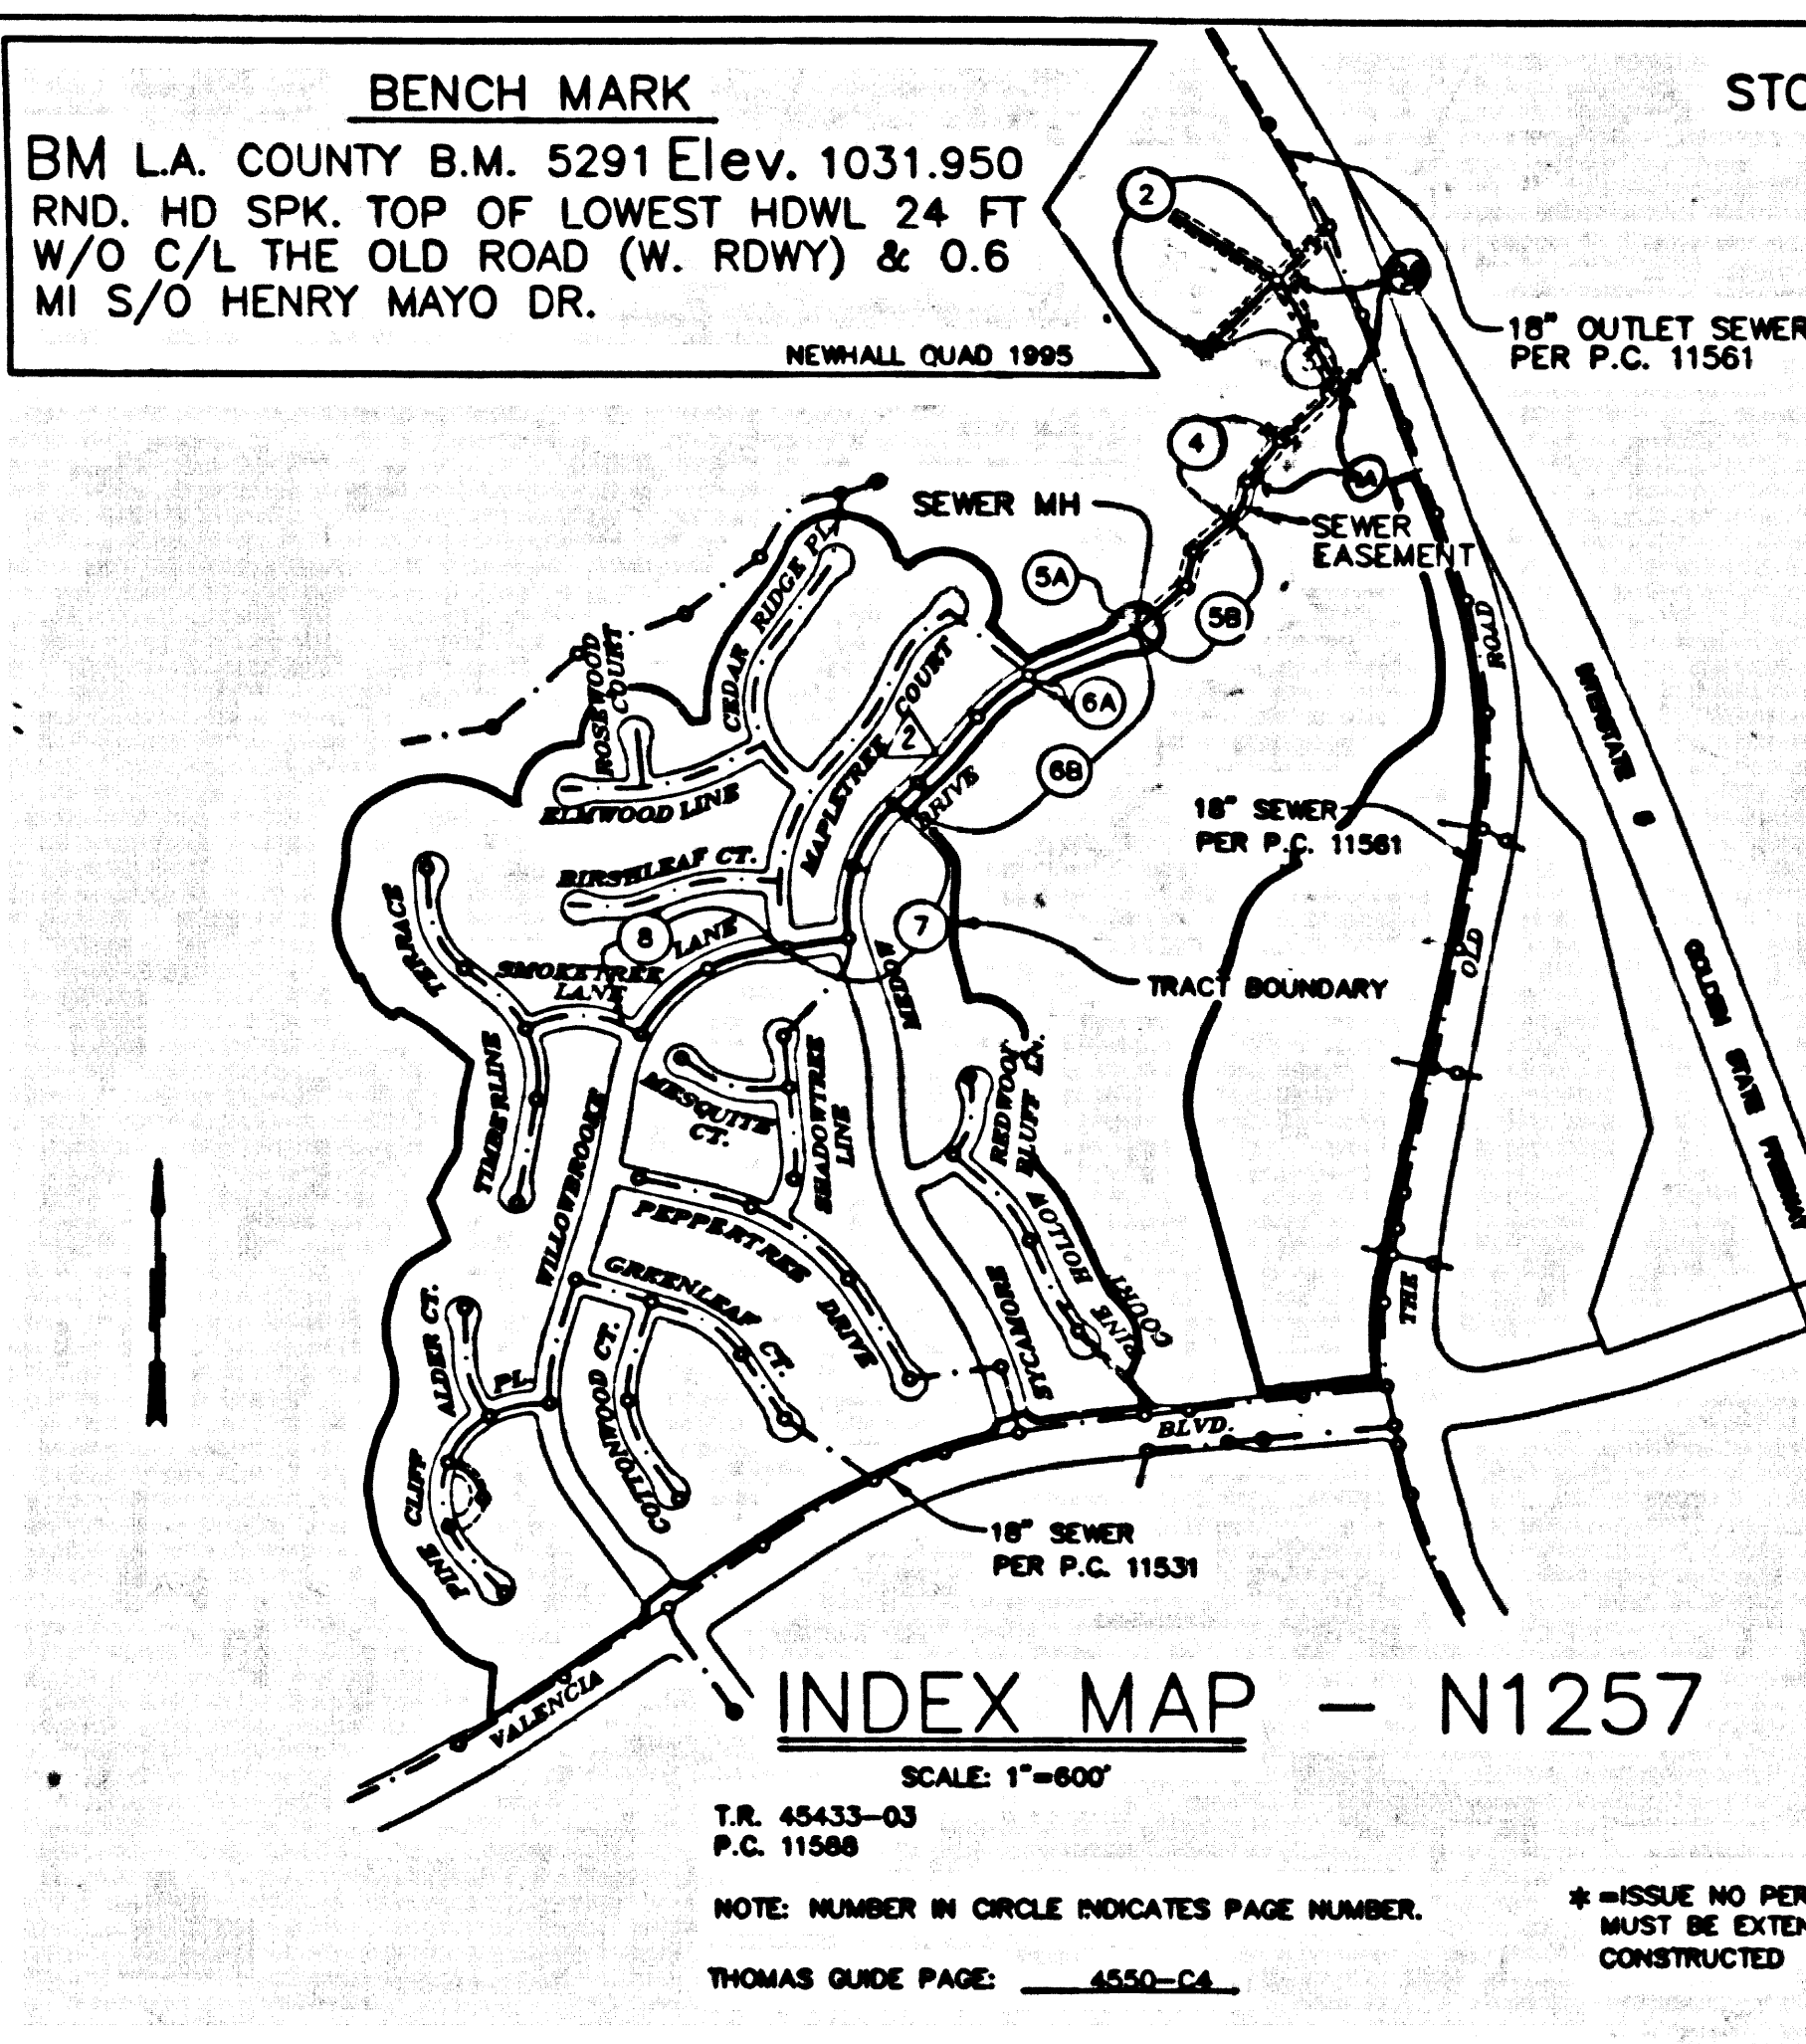 BENCH MARK
BM L.A. COUNTY B.M. 5291 Elev. 1031.950
RND. HD SPK. TOP OF LOWEST HDWL 24 FT
W/O C/L THE OLD ROAD (W. RDWY) & 0.6
MI S/O HENRY MAYO DR.
NEWHALL QUAD 1995
STO
2
18" OUTLET SEWER
PER P.C. 11561
3
4
SEWER MH
SEWER
EASEMENT
5A
5B
6A
6B
2
CEDAR RIDGE PL.
ROSEWOOD
COURT
ELMWOOD LINE
MAPLETREE COURT
DRIVE
BIRSHLEAF CT.
18" SEWER
PER P.C. 11561
ROAD
INTERSTATE 5
7
8
LANE
SMOKETREE
LANE
TERRACE
TIMBERLINE
TRACT BOUNDARY
OLD
GOLDEN STATE FREEWAY
MEDOW
MESQUITE
CT.
SHADOWTREE
LINE
REDWOOD
BLUFF LN.
WILLOWBROOKE
PEPPERTREE DRIVE
GREENLEAF CT.
PINE HOLLOW
COURT
SYCAMORE
THE
ALDER CT.
PL.
COTTONWOOD CT.
PINE CLIFF
BLVD.
18" SEWER
PER P.C. 11531
VALENCIA
INDEX MAP - N1257
SCALE: 1"=600'
T.R. 45433-03
P.C. 11588
NOTE: NUMBER IN CIRCLE INDICATES PAGE NUMBER.
* =ISSUE NO PER
MUST BE EXTEN
CONSTRUCTED
THOMAS GUIDE PAGE: 4550-C4